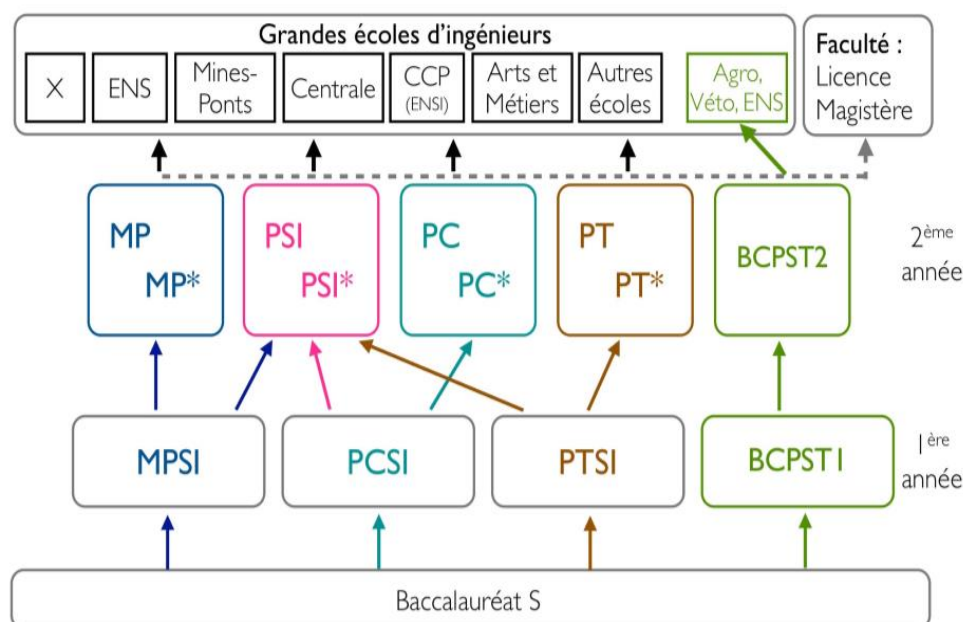 Grandes écoles d'ingénieurs
X
ENS
Mines-
Ponts
Centrale
CCP
(ENSI)
Arts et
Métiers
Autres
écoles
Agro,
Véto, ENS
Faculté :
Licence
Magistère
MP
MP*
PSI
PSI*
PC
PC*
PT
PT*
BCPST2
2ème
année
MPSI
PCSI
PTSI
BCPST1
1ère
année
Baccalauréat S